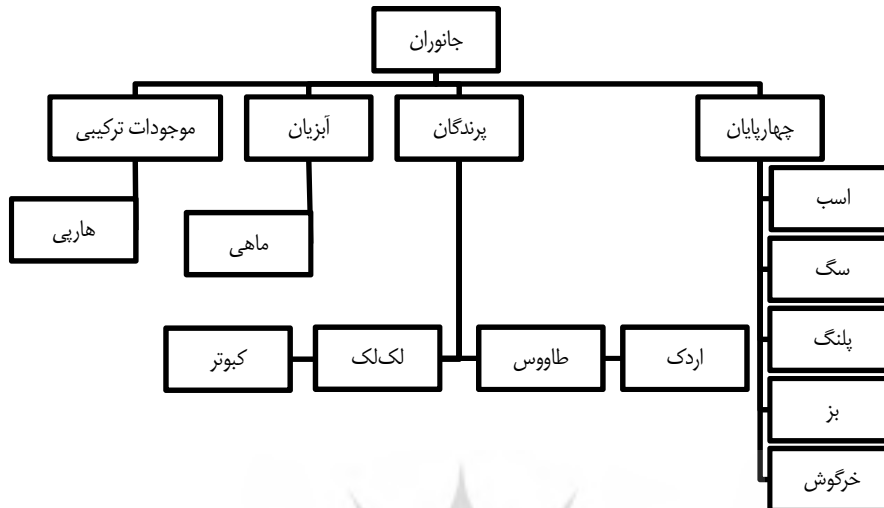 جانوران
چهارپایان
پرندگان
آبزیان
موجودات ترکیبی
اسب
سگ
پلنگ
بز
خرگوش
اردک
طاووس
لک‌لک
کبوتر
ماهی
هارپی